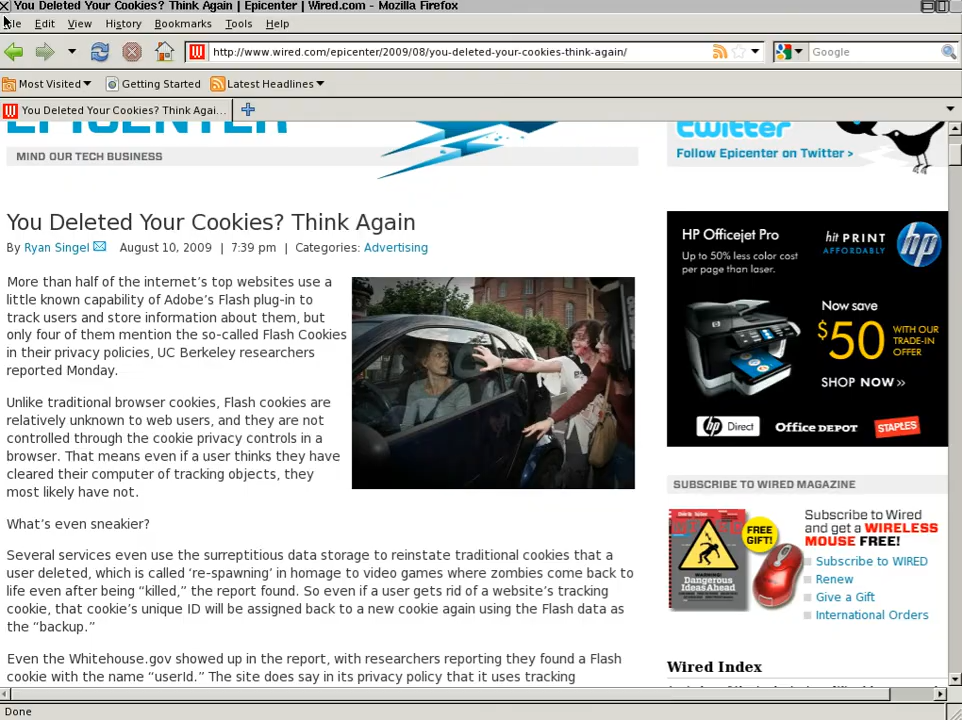 You Deleted Your Cookies? Think Again | Epicenter | Wired.com - Mozilla Firefox
Edit View History Bookmarks Tools Help
http://www.wired.com/epicenter/2009/08/you-deleted-your-cookies-think-again/
Google
Most Visited Getting Started Latest Headlines
You Deleted Your Cookies? Think Agai...
EPICENTER
MIND OUR TECH BUSINESS
twitter
Follow Epicenter on Twitter >
You Deleted Your Cookies? Think Again
By Ryan Singel August 10, 2009 | 7:39 pm | Categories: Advertising
More than half of the internet’s top websites use a
little known capability of Adobe’s Flash plug-in to
track users and store information about them, but
only four of them mention the so-called Flash Cookies
in their privacy policies, UC Berkeley researchers
reported Monday.
Unlike traditional browser cookies, Flash cookies are
relatively unknown to web users, and they are not
controlled through the cookie privacy controls in a
browser. That means even if a user thinks they have
cleared their computer of tracking objects, they
most likely have not.
What’s even sneakier?
Several services even use the surreptitious data storage to reinstate traditional cookies that a
user deleted, which is called ‘re-spawning’ in homage to video games where zombies come back to
life even after being “killed,” the report found. So even if a user gets rid of a website’s tracking
cookie, that cookie’s unique ID will be assigned back to a new cookie again using the Flash data as
the “backup.”
Even the Whitehouse.gov showed up in the report, with researchers reporting they found a Flash
cookie with the name “userId.” The site does say in its privacy policy that it uses tracking
HP Officejet Pro
Up to 50% less color cost
per page than laser.
hit PRINT
AFFORDABLY
hp
Now save
$50 WITH OUR
TRADE-IN
OFFER
SHOP NOW >>
hp Direct Office DEPOT STAPLES
SUBSCRIBE TO WIRED MAGAZINE
FREE
GIFT!
Dangerous
Ideas Ahead
Subscribe to Wired
and get a WIRELESS
MOUSE FREE!
Subscribe to WIRED
Renew
Give a Gift
International Orders
Wired Index
Done